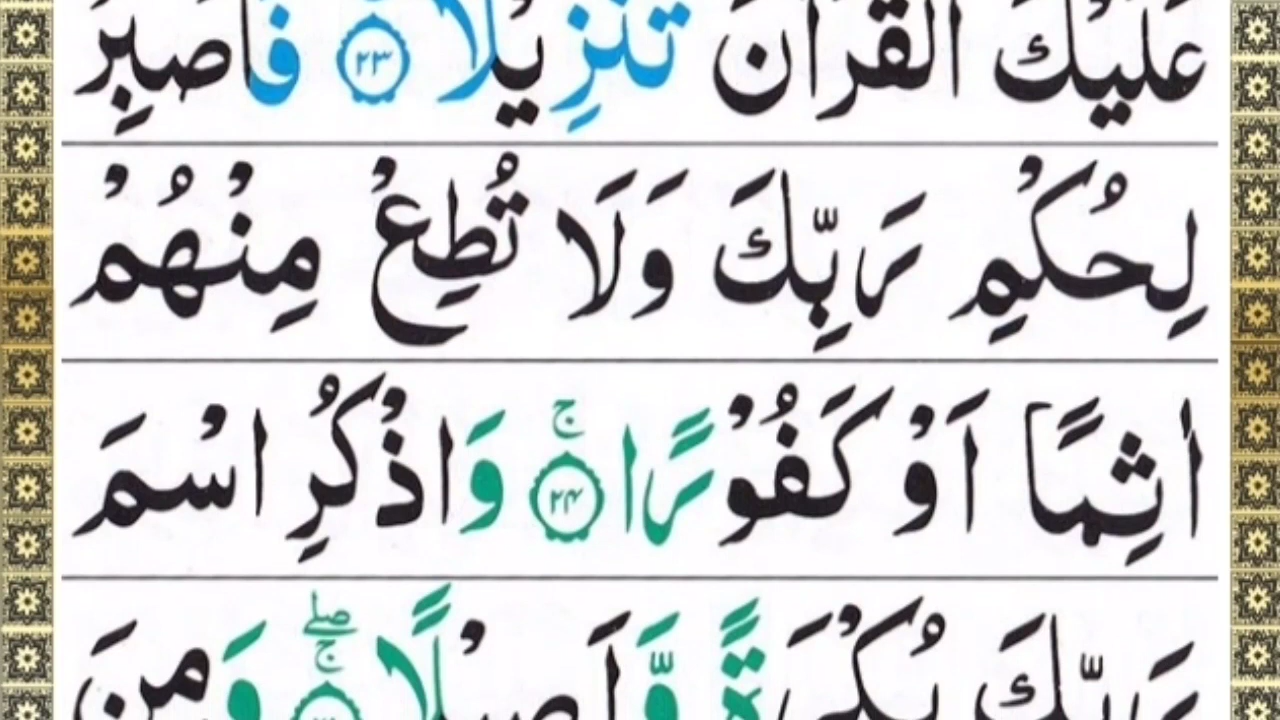 عَلَيْكَ الْقُرْاٰنَ تَنْزِيْلًا ۚ ﴿٢٣﴾ فَاصْبِرْ
لِحُكْمِ رَبِّكَ وَلَا تُطِعْ مِنْهُمْ
اٰثِمًا اَوْ كَفُوْرًا ۚ ﴿٢٤﴾ وَاذْكُرِ اسْمَ
رَبِّكَ بُكْرَةً وَّاَصِيْلًا ۖۚ وَمِنَ